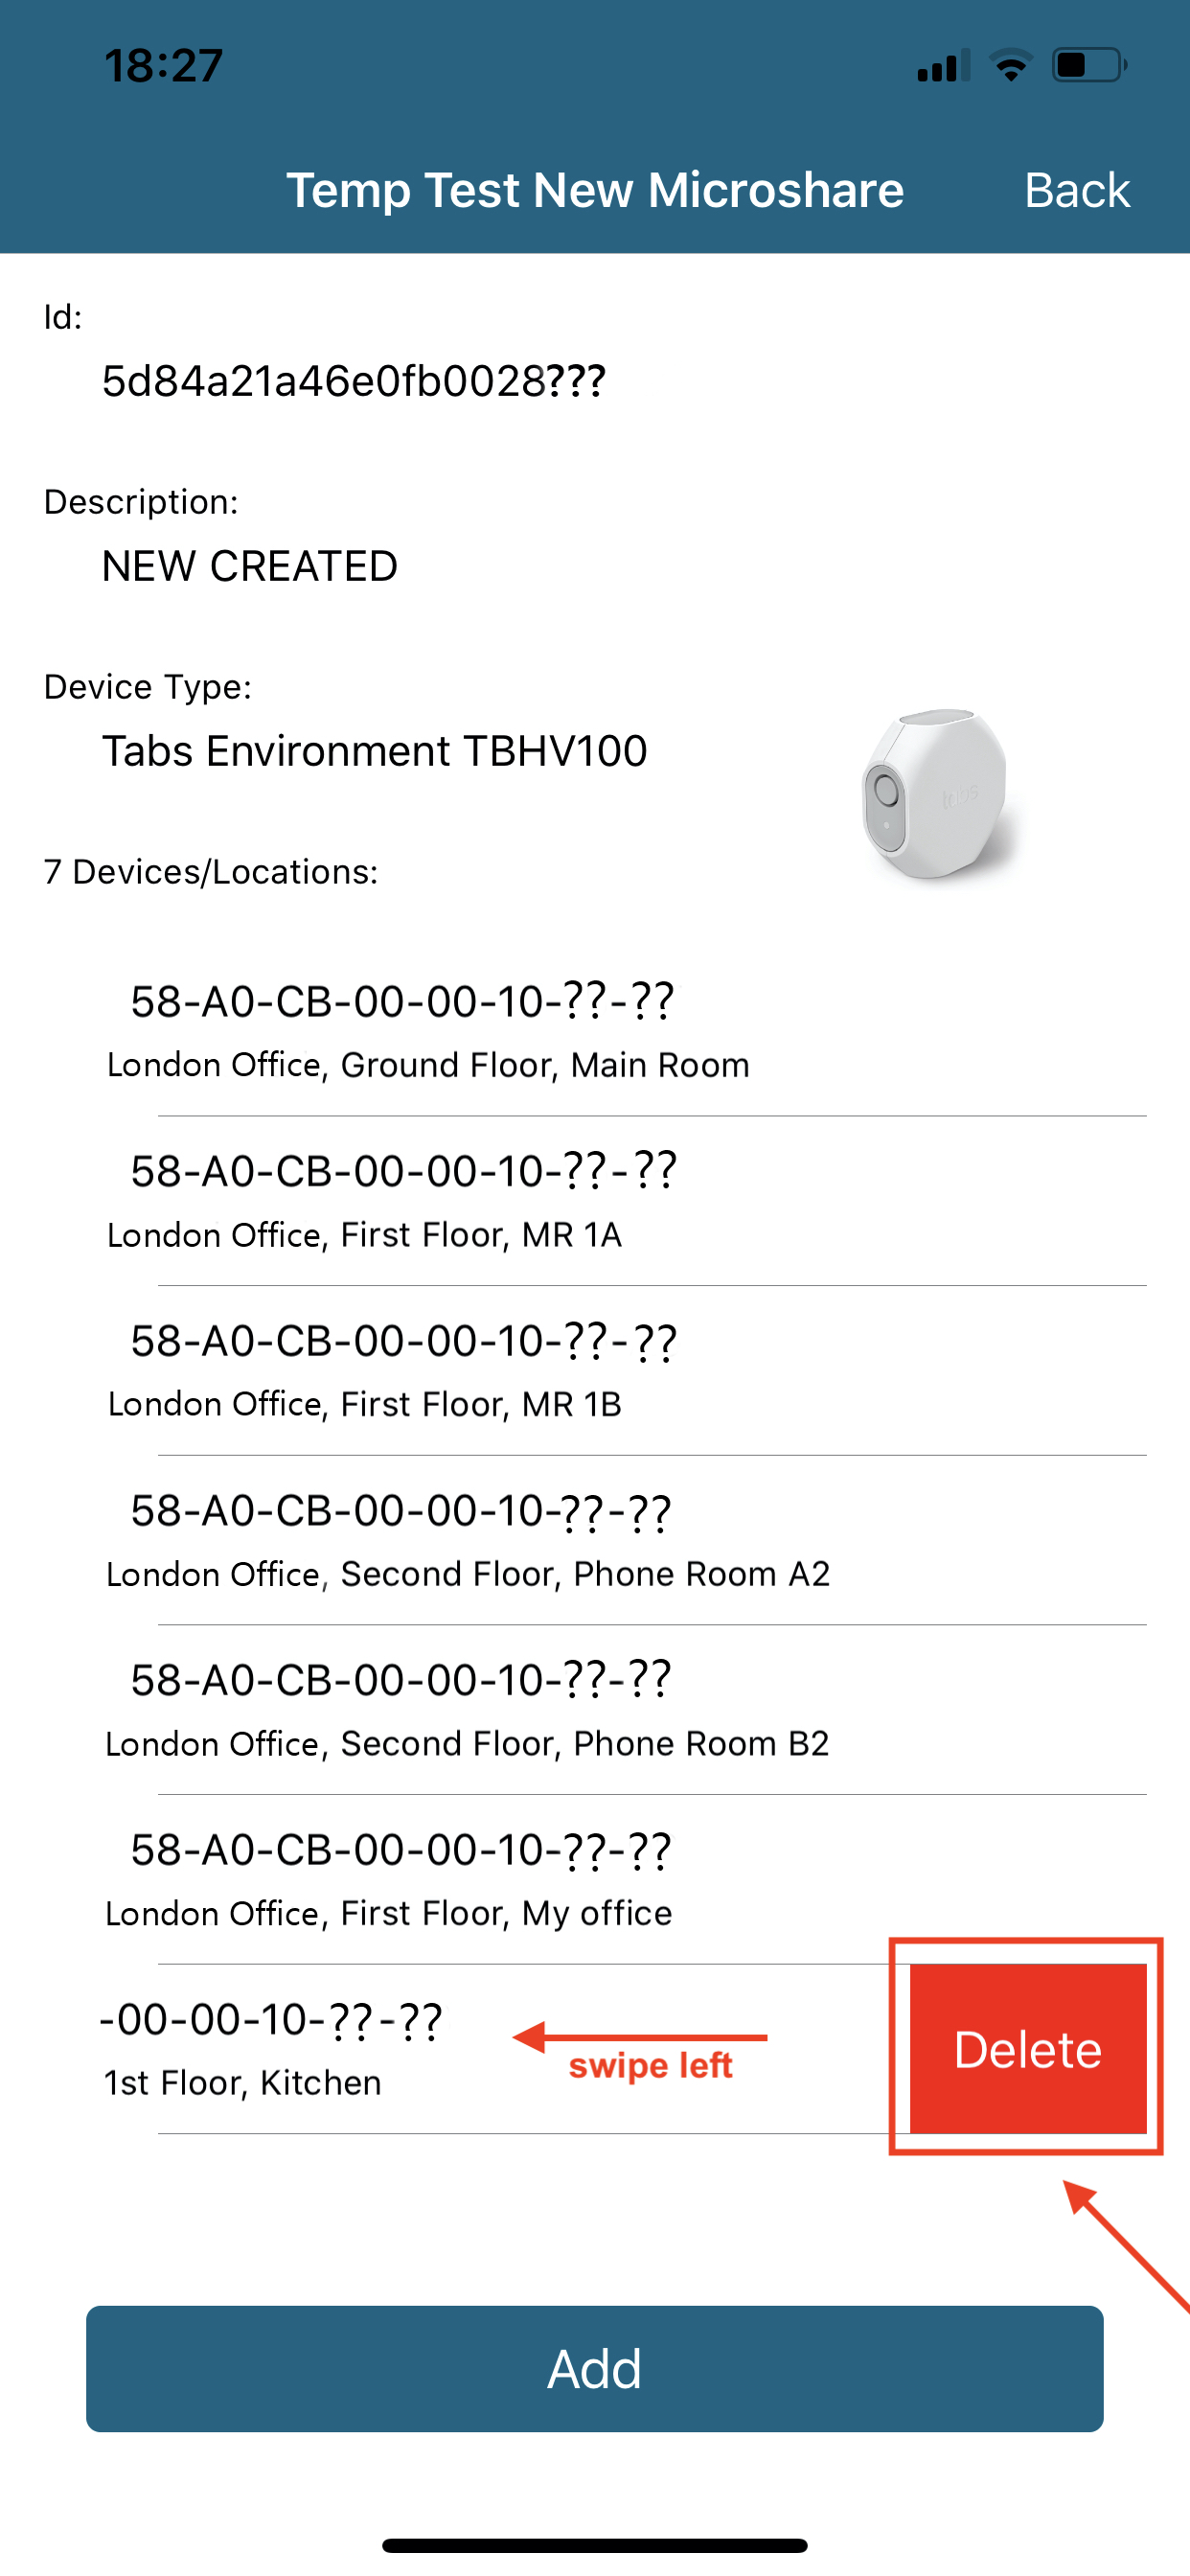 18:27
Temp Test New Microshare
Back
Id:
5d84a21a46e0fb0028???
Description:
NEW CREATED
Device Type:
Tabs Environment TBHV100
tabs
7 Devices/Locations:
58-A0-CB-00-00-10-??-??
London Office, Ground Floor, Main Room
58-A0-CB-00-00-10-??-??
London Office, First Floor, MR 1A
58-A0-CB-00-00-10-??-??
London Office, First Floor, MR 1B
58-A0-CB-00-00-10-??-??
London Office, Second Floor, Phone Room A2
58-A0-CB-00-00-10-??-??
London Office, Second Floor, Phone Room B2
58-A0-CB-00-00-10-??-??
London Office, First Floor, My office
-00-00-10-??-??
1st Floor, Kitchen
swipe left
Delete
Add